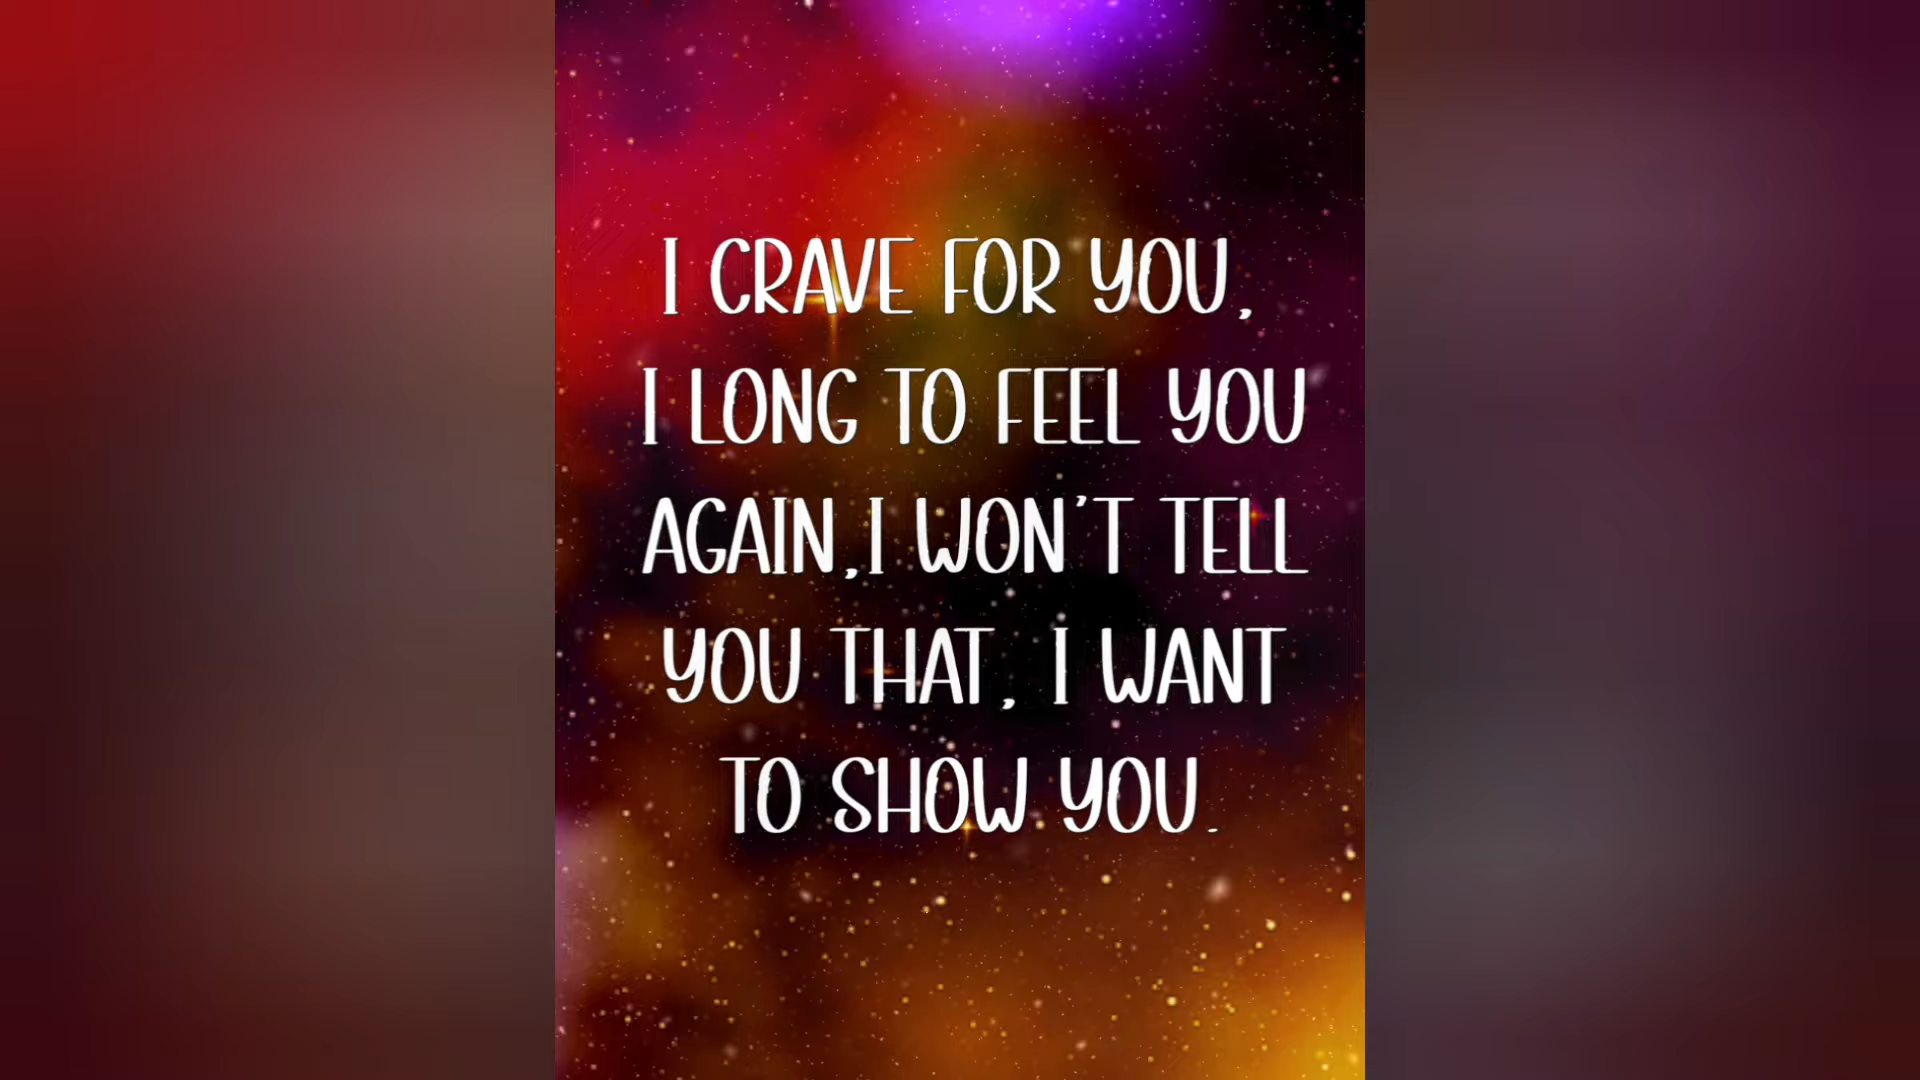 I CRAVE FOR YOU,
I LONG TO FEEL YOU
AGAIN,I WON'T TELL
YOU THAT, I WANT
TO SHOW YOU.